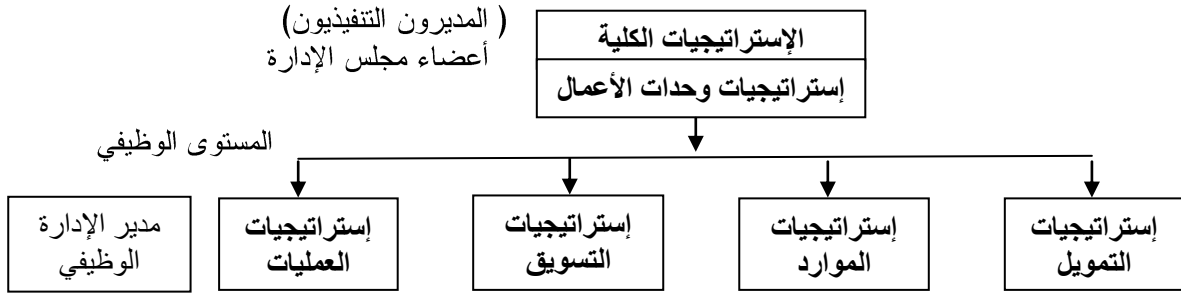 الإستراتيجيات الكلية
إستراتيجيات وحدات الأعمال
( المديرون التنفيذيون)
أعضاء مجلس الإدارة
المستوى الوظيفي
إستراتيجيات
التمويل
إستراتيجيات
الموارد
إستراتيجيات
التسويق
إستراتيجيات
العمليات
مدير الإدارة
الوظيفي